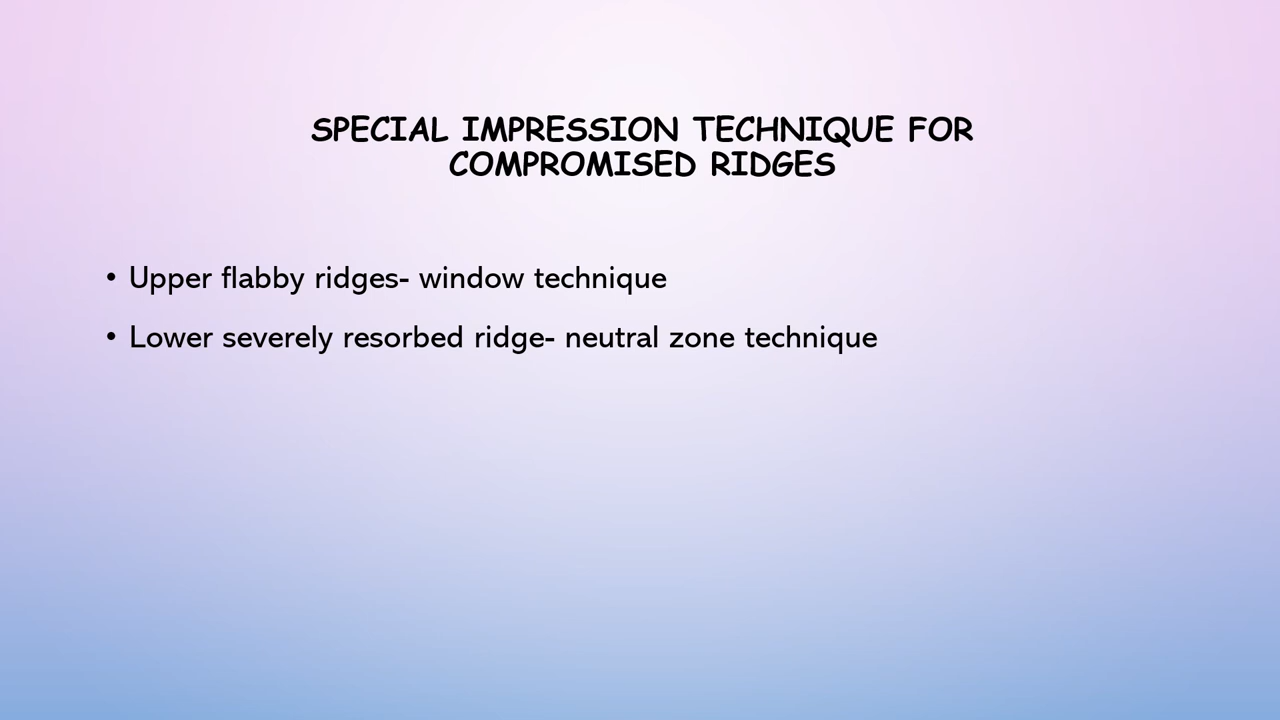 SPECIAL IMPRESSION TECHNIQUE FOR
COMPROMISED RIDGES
• Upper flabby ridges- window technique
• Lower severely resorbed ridge- neutral zone technique